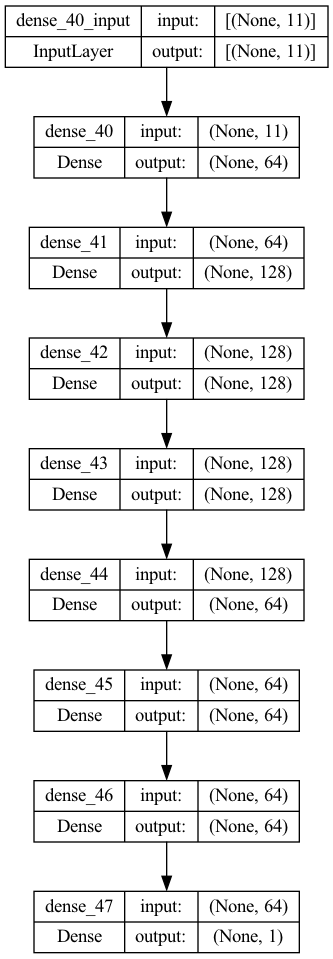 dense_40_input input: [(None, 11)]
InputLayer output: [(None, 11)]
dense_40 input: (None, 11)
Dense output: (None, 64)
dense_41 input: (None, 64)
Dense output: (None, 128)
dense_42 input: (None, 128)
Dense output: (None, 128)
dense_43 input: (None, 128)
Dense output: (None, 128)
dense_44 input: (None, 128)
Dense output: (None, 64)
dense_45 input: (None, 64)
Dense output: (None, 64)
dense_46 input: (None, 64)
Dense output: (None, 64)
dense_47 input: (None, 64)
Dense output: (None, 1)